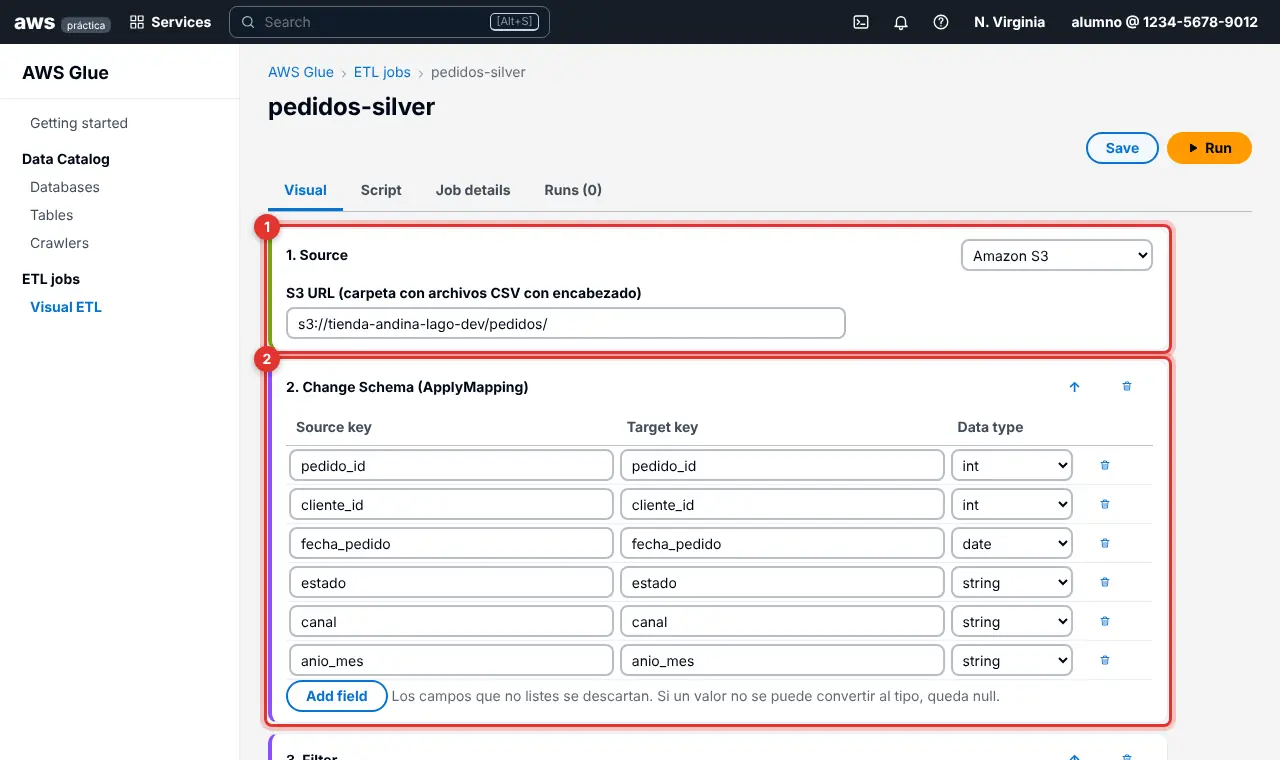 aws práctica Services Search [Alt+S] N. Virginia alumno @ 1234-5678-9012
AWS Glue
Getting started
Data Catalog
Databases
Tables
Crawlers
ETL jobs
Visual ETL
AWS Glue › ETL jobs › pedidos-silver
pedidos-silver
Save Run
Visual Script Job details Runs (0)
1
1. Source Amazon S3
S3 URL (carpeta con archivos CSV con encabezado)
s3://tienda-andina-lago-dev/pedidos/
2
2. Change Schema (ApplyMapping)
Source key Target key Data type
pedido_id pedido_id int
cliente_id cliente_id int
fecha_pedido fecha_pedido date
estado estado string
canal canal string
anio_mes anio_mes string
Add field Los campos que no listes se descartan. Si un valor no se puede convertir al tipo, queda null.
3. Filter